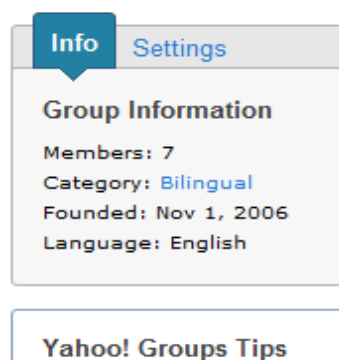 Info Settings
Group Information
Members: 7
Category: Bilingual
Founded: Nov 1, 2006
Language: English
Yahoo! Groups Tips